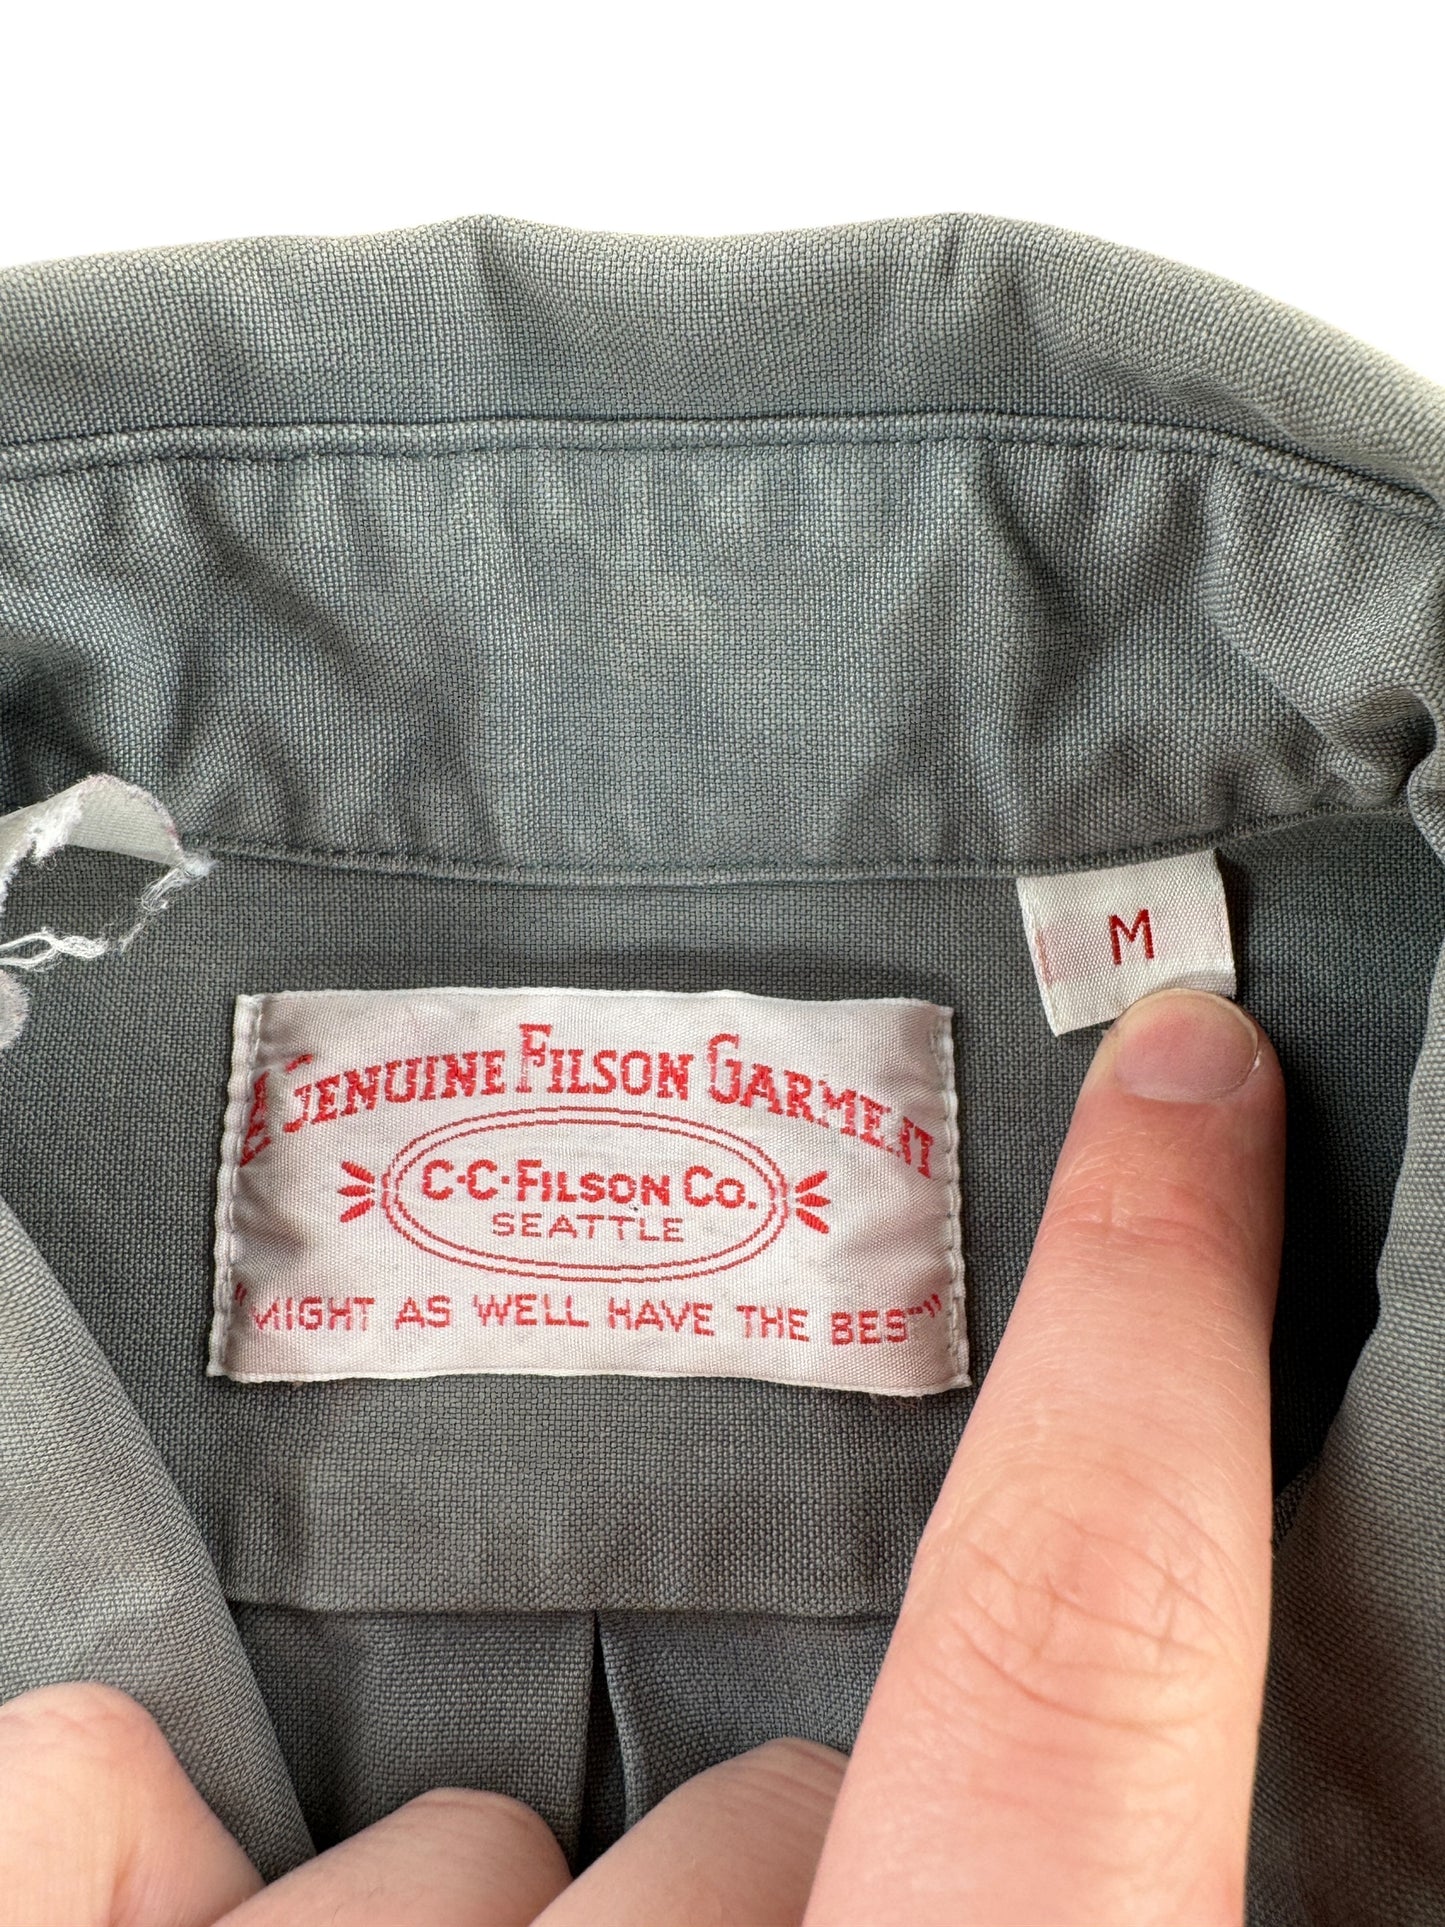 M
A GENUINE FILSON GARMENT
C·C·FILSON CO.
SEATTLE
"MIGHT AS WELL HAVE THE BEST"